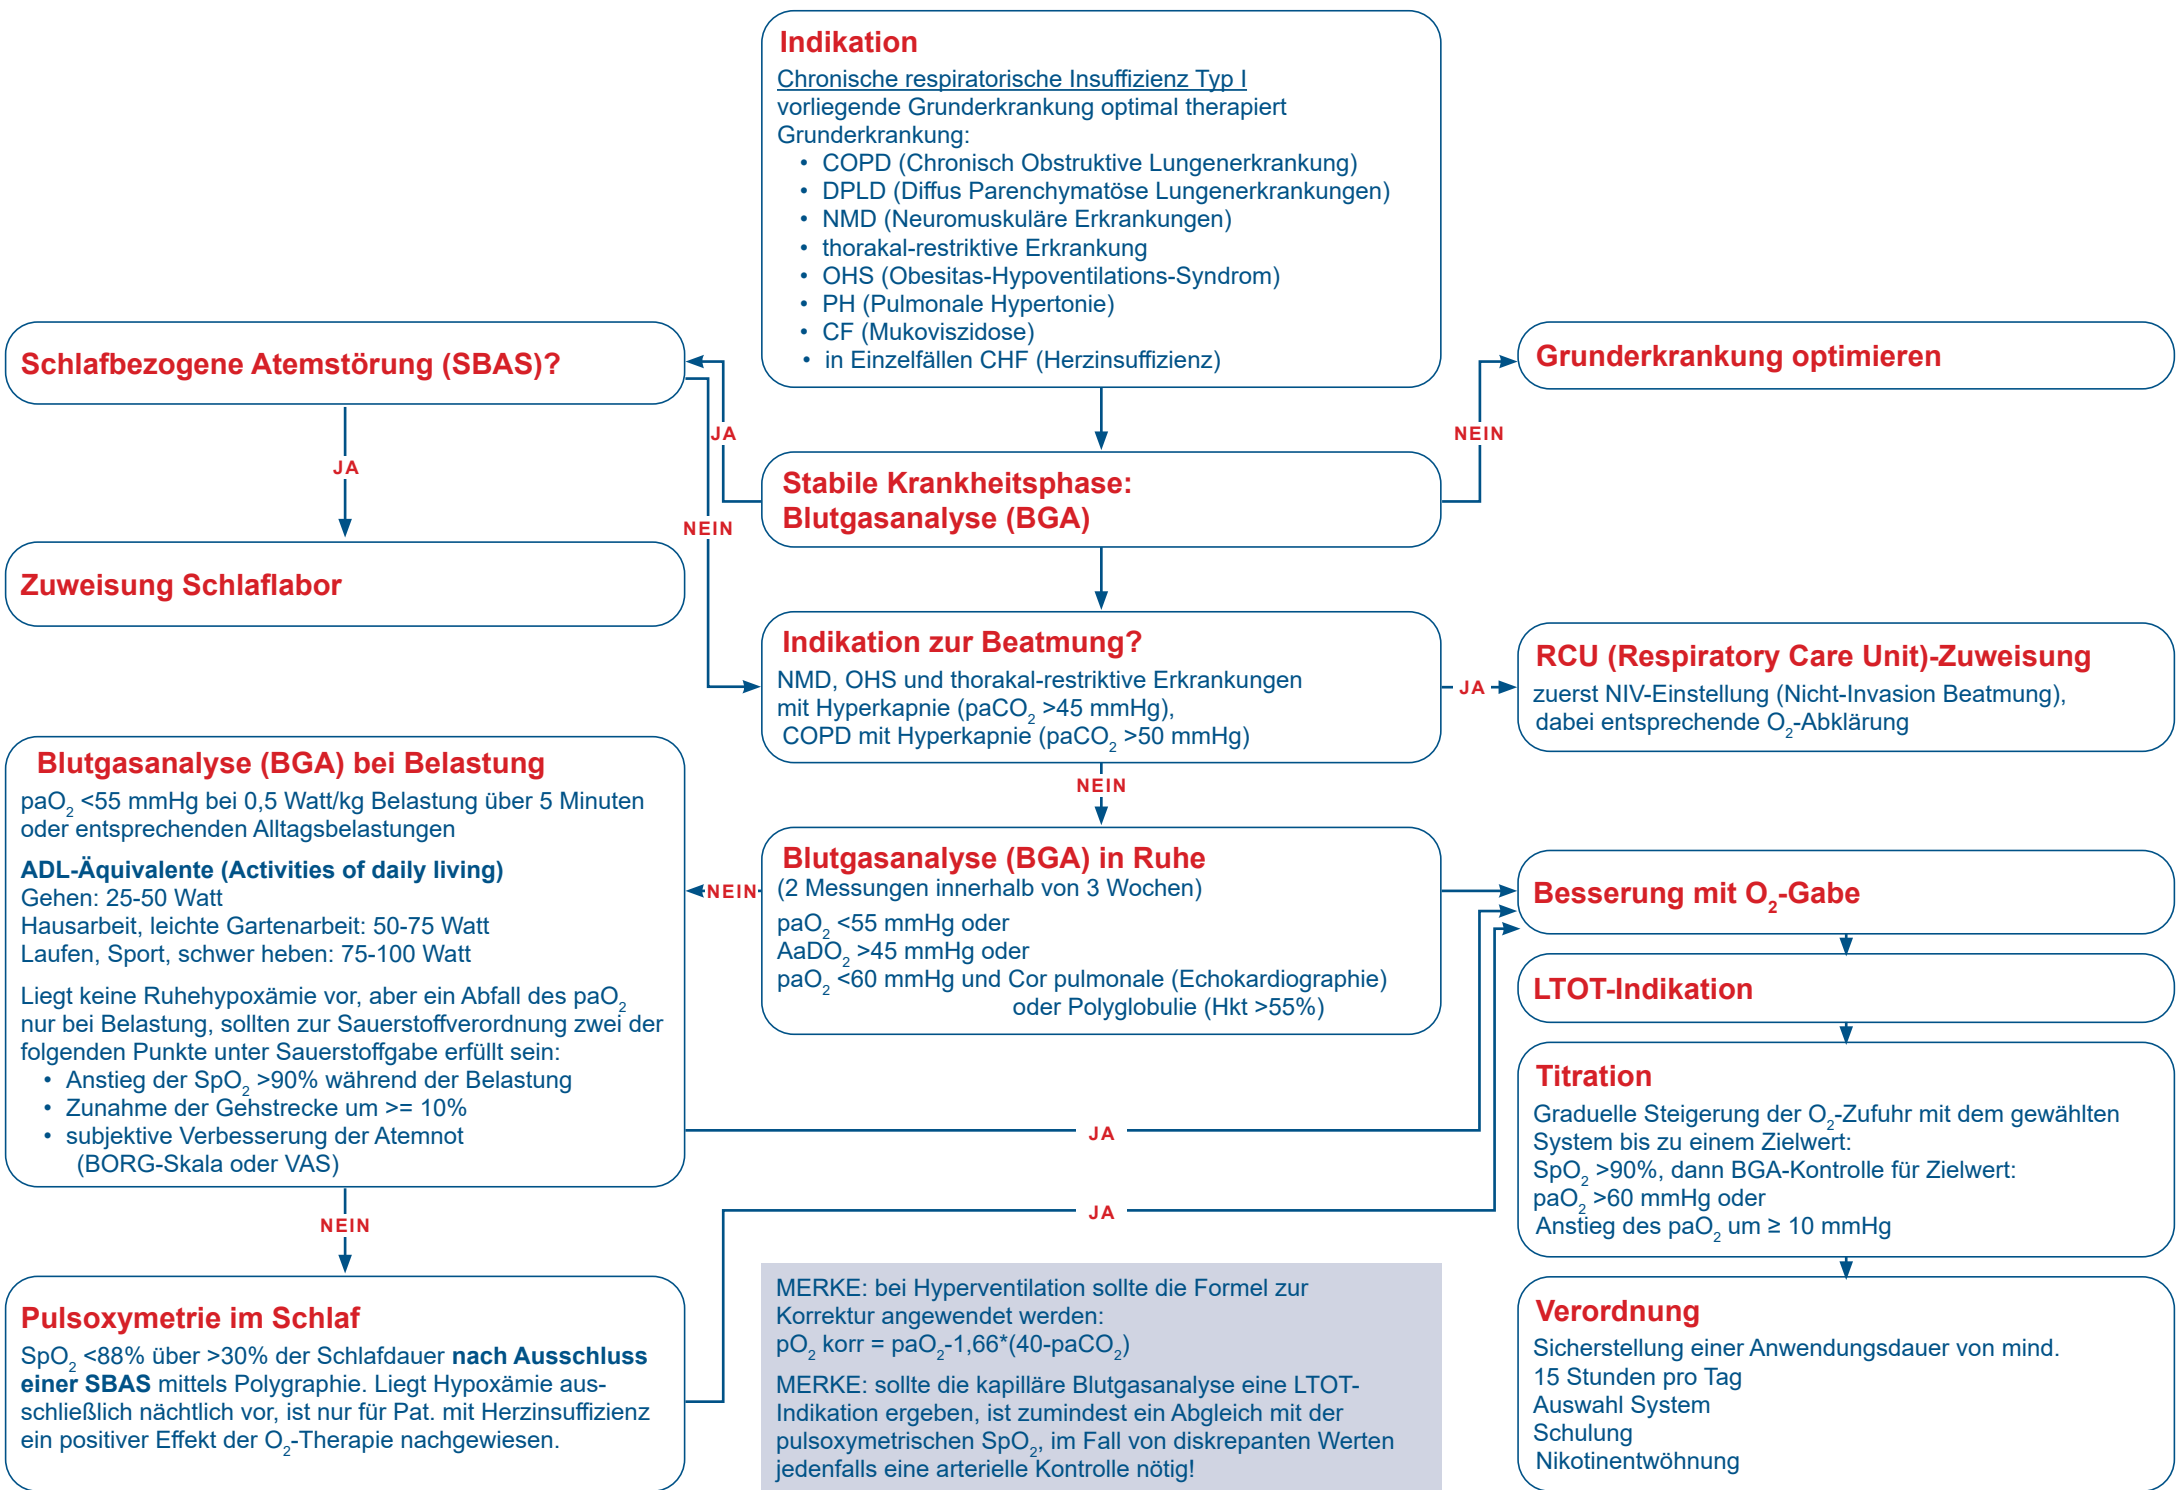 Indikation
Chronische respiratorische Insuffizienz Typ I
vorliegende Grunderkrankung optimal therapiert
Grunderkrankung:
• COPD (Chronisch Obstruktive Lungenerkrankung)
• DPLD (Diffus Parenchymatöse Lungenerkrankungen)
• NMD (Neuromuskuläre Erkrankungen)
• thorakal-restriktive Erkrankung
• OHS (Obesitas-Hypoventilations-Syndrom)
• PH (Pulmonale Hypertonie)
• CF (Mukoviszidose)
• in Einzelfällen CHF (Herzinsuffizienz)
Schlafbezogene Atemstörung (SBAS)?
Grunderkrankung optimieren
JA
NEIN
JA
NEIN
Stabile Krankheitsphase:
Blutgasanalyse (BGA)
Zuweisung Schlaflabor
Indikation zur Beatmung?
NMD, OHS und thorakal-restriktive Erkrankungen
mit Hyperkapnie (paCO₂ >45 mmHg),
COPD mit Hyperkapnie (paCO₂ >50 mmHg)
JA
RCU (Respiratory Care Unit)-Zuweisung
zuerst NIV-Einstellung (Nicht-Invasion Beatmung),
dabei entsprechende O₂-Abklärung
NEIN
Blutgasanalyse (BGA) bei Belastung
paO₂ <55 mmHg bei 0,5 Watt/kg Belastung über 5 Minuten
oder entsprechenden Alltagsbelastungen
ADL-Äquivalente (Activities of daily living)
Gehen: 25-50 Watt
Hausarbeit, leichte Gartenarbeit: 50-75 Watt
Laufen, Sport, schwer heben: 75-100 Watt
Liegt keine Ruhehypoxämie vor, aber ein Abfall des paO₂
nur bei Belastung, sollten zur Sauerstoffverordnung zwei der
folgenden Punkte unter Sauerstoffgabe erfüllt sein:
• Anstieg der SpO₂ >90% während der Belastung
• Zunahme der Gehstrecke um >= 10%
• subjektive Verbesserung der Atemnot
(BORG-Skala oder VAS)
NEIN
Blutgasanalyse (BGA) in Ruhe
(2 Messungen innerhalb von 3 Wochen)
paO₂ <55 mmHg oder
AaDO₂ >45 mmHg oder
paO₂ <60 mmHg und Cor pulmonale (Echokardiographie)
oder Polyglobulie (Hkt >55%)
Besserung mit O₂-Gabe
LTOT-Indikation
Titration
Graduelle Steigerung der O₂-Zufuhr mit dem gewählten
System bis zu einem Zielwert:
SpO₂ >90%, dann BGA-Kontrolle für Zielwert:
paO₂ >60 mmHg oder
Anstieg des paO₂ um ≥ 10 mmHg
JA
NEIN
JA
Pulsoxymetrie im Schlaf
SpO₂ <88% über >30% der Schlafdauer nach Ausschluss
einer SBAS mittels Polygraphie. Liegt Hypoxämie aus-
schließlich nächtlich vor, ist nur für Pat. mit Herzinsuffizienz
ein positiver Effekt der O₂-Therapie nachgewiesen.
MERKE: bei Hyperventilation sollte die Formel zur
Korrektur angewendet werden:
pO₂ korr = paO₂-1,66*(40-paCO₂)
MERKE: sollte die kapilläre Blutgasanalyse eine LTOT-
Indikation ergeben, ist zumindest ein Abgleich mit der
pulsoxymetrischen SpO₂, im Fall von diskrepanten Werten
jedenfalls eine arterielle Kontrolle nötig!
Verordnung
Sicherstellung einer Anwendungsdauer von mind.
15 Stunden pro Tag
Auswahl System
Schulung
Nikotinentwöhnung